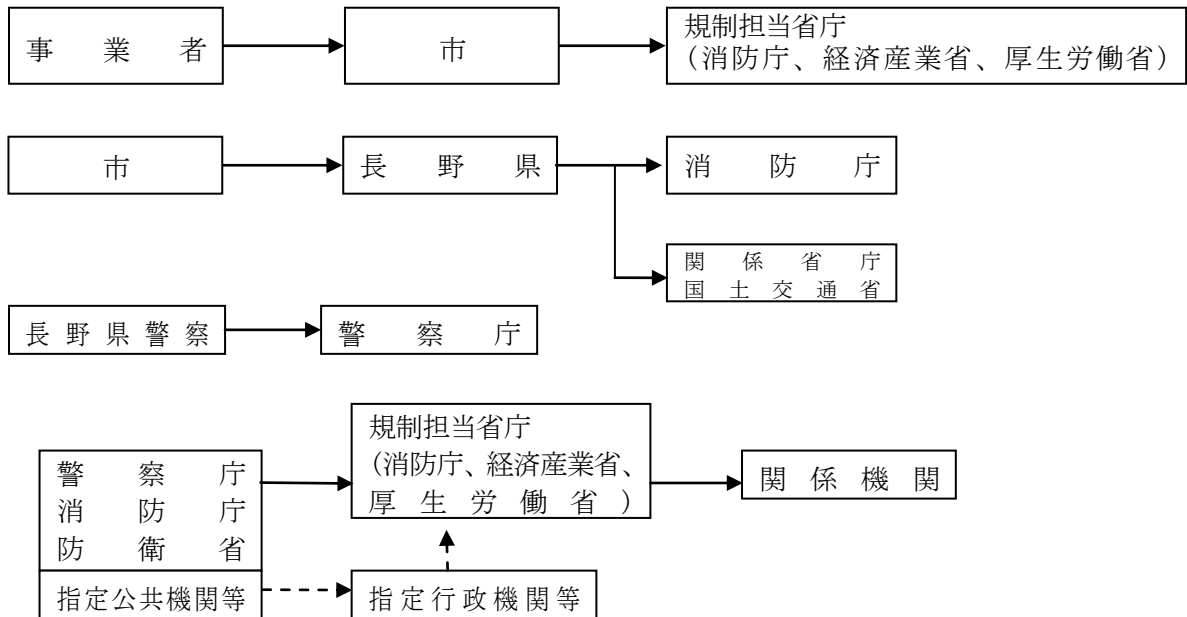 事業者
市
規制担当省庁
(消防庁、経済産業省、厚生労働省)
市
長野県
消防庁
関係省庁
国土交通省
長野県警察
警察庁
警察庁
消防庁
防衛省
指定公共機関等
規制担当省庁
(消防庁、経済産業省、
厚生労働省)
指定行政機関等
関係機関